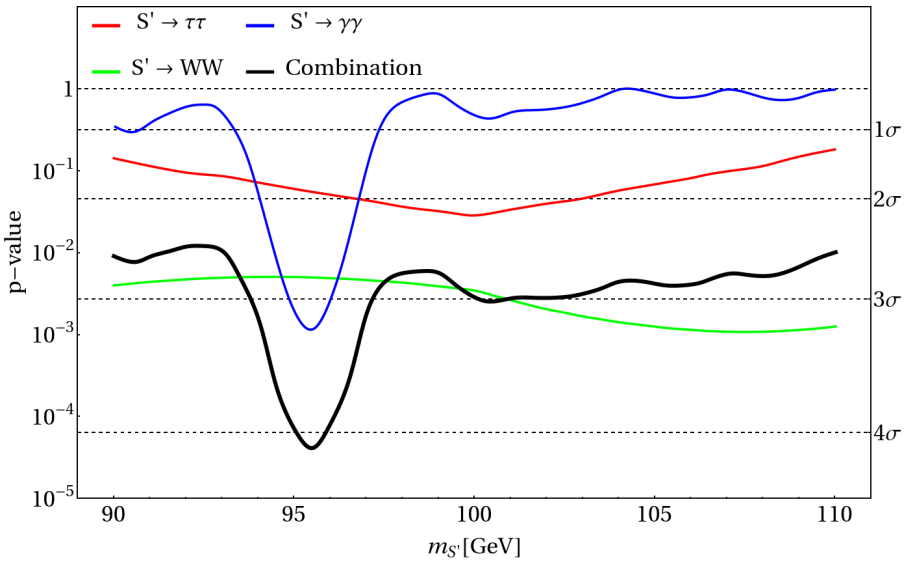 S' → ττ S' → γγ
S' → WW Combination
1
1σ
10⁻¹
2σ
10⁻²
3σ
10⁻³
10⁻⁴
4σ
10⁻⁵
p−value
90 95 100 105 110
m_S' [GeV]